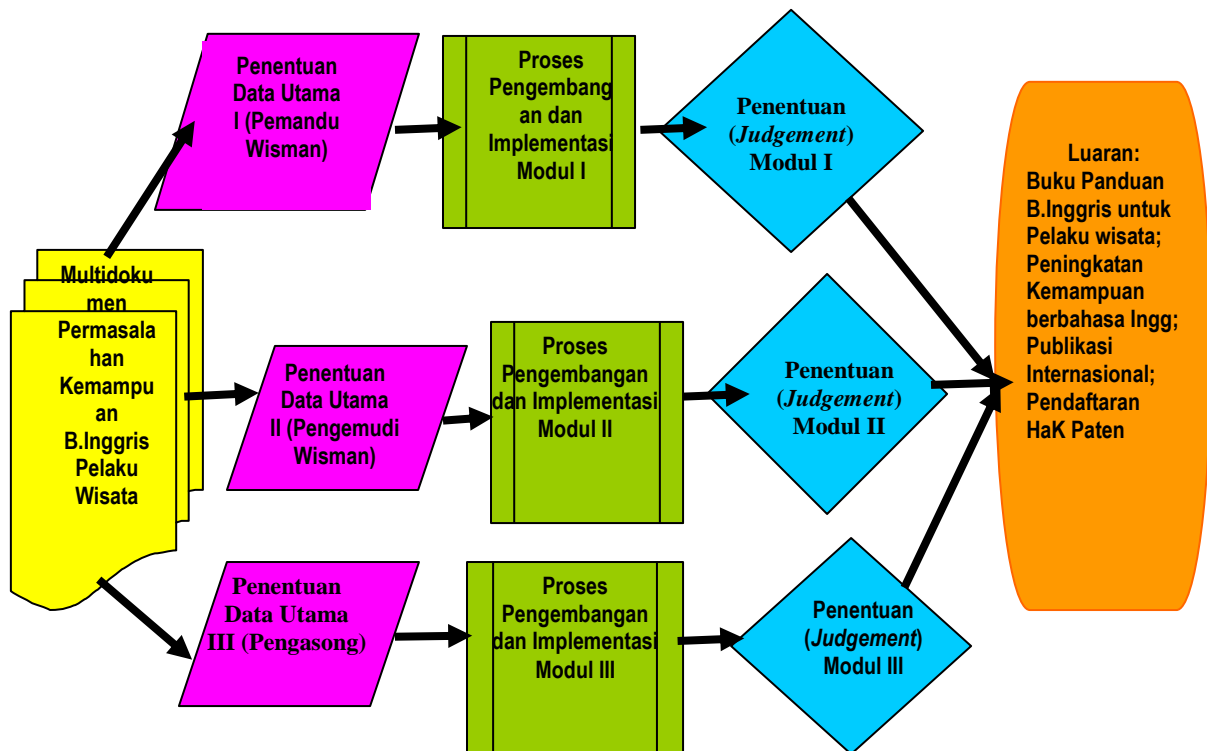 Multidoku
men
Permasala
han
Kemampu
an
B.Inggris
Pelaku
Wisata
Penentuan
Data Utama
I (Pemandu
Wisman)
Proses
Pengembang
an dan
Implementasi
Modul I
Penentuan
(Judgement)
Modul I
Penentuan
Data Utama
II (Pengemudi
Wisman)
Proses
Pengembangan
dan Implementasi
Modul II
Penentuan
(Judgement)
Modul II
Penentuan
Data Utama
III (Pengasong)
Proses
Pengembangan
dan Implementasi
Modul III
Penentuan
(Judgement)
Modul III
Luaran:
Buku Panduan
B.Inggris untuk
Pelaku wisata;
Peningkatan
Kemampuan
berbahasa Ingg;
Publikasi
Internasional;
Pendaftaran
HaK Paten